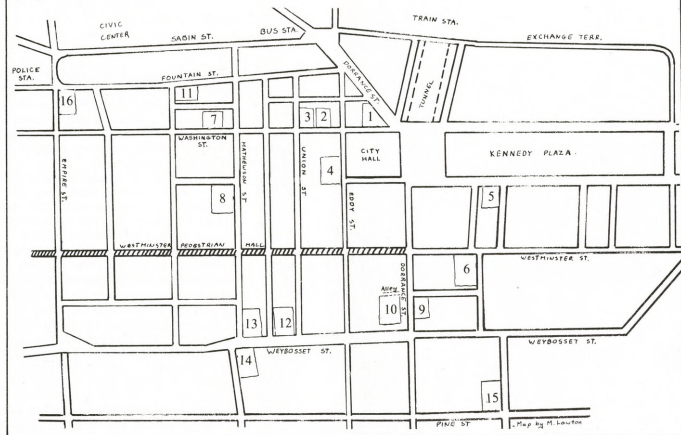 TRAIN STA.
CIVIC
CENTER
SABIN ST.
BUS STA.
EXCHANGE TERR.
POLICE
STA.
FOUNTAIN ST.
DORRANCE ST.
TUNNEL
16
11
7
3
2
1
WASHINGTON
ST.
CITY
HALL
KENNEDY PLAZA.
EMPIRE ST.
MATHEWSON ST
UNION ST
4
EDDY ST.
8
5
WESTMINSTER PEDESTRIAN MALL
WESTMINSTER ST.
6
DORRANCE ST.
Alley
10
9
13
12
WEYBOSSET ST.
WEYBOSSET ST.
14
15
PINE ST
Map by M. Lawton